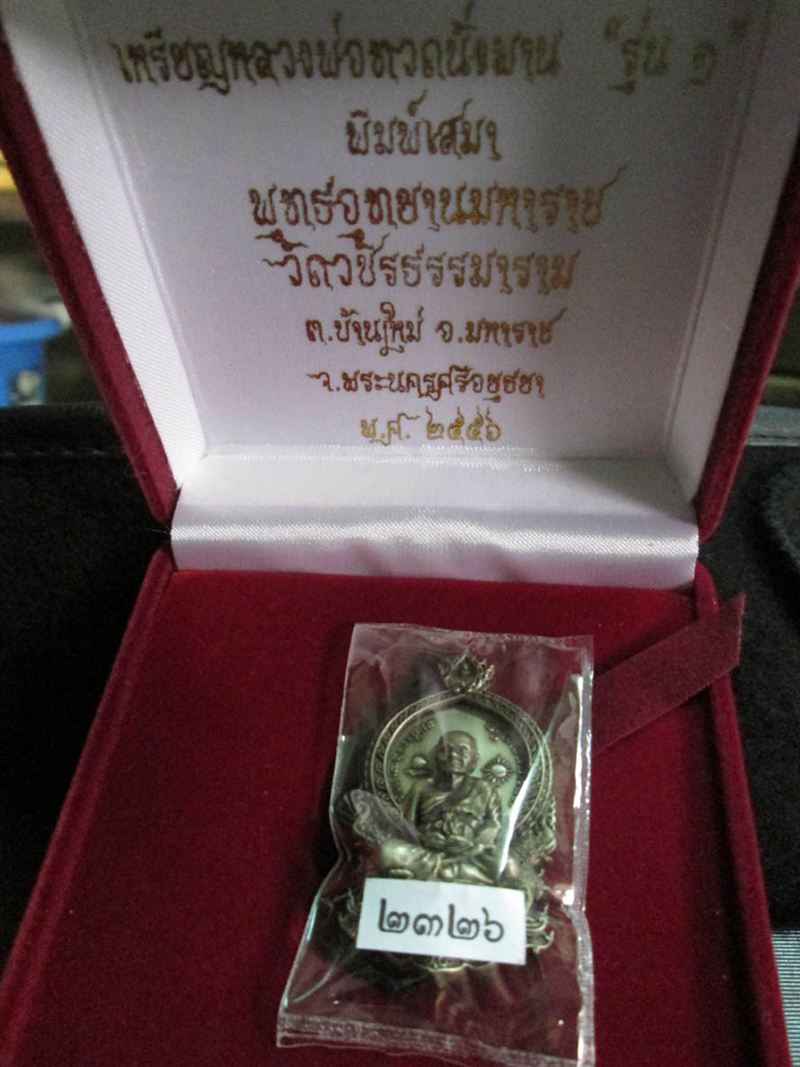 เหรียญหลวงพ่อทวดนั่งพาน "รุ่น ๑"
พิมพ์เสมา
พุทธอุทยานมหาราช
วัดวชิรธรรมาราม
ต.บ้านใหม่ อ.มหาราช
จ.พระนครศรีอยุธยา
พ.ศ. ๒๕๕๖
๒๓๒๖